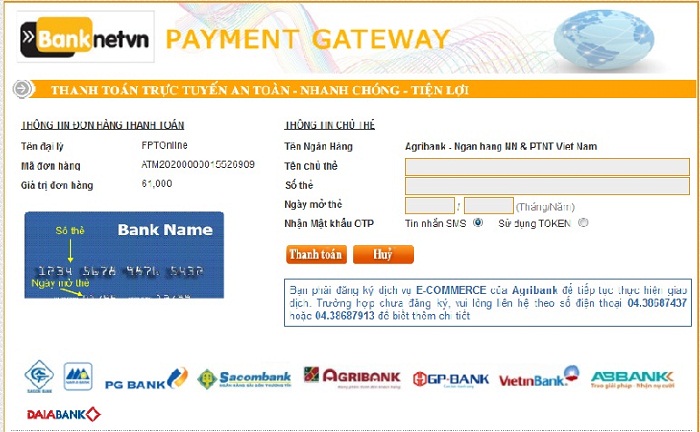 Banknetvn
PAYMENT GATEWAY
THANH TOÁN TRỰC TUYẾN AN TOÀN - NHANH CHÓNG - TIỆN LỢI
THÔNG TIN ĐƠN HÀNG THANH TOÁN
Tên đại lý FPTOnline
Mã đơn hàng ATM20200000015526909
Giá trị đơn hàng 61,000
Số thẻ
Bank Name
1234 5678 9876 5432
Ngày mở thẻ
THÔNG TIN CHỦ THẺ
Tên Ngân Hàng Agribank - Ngan hang NN & PTNT Viet Nam
Tên chủ thẻ
Số thẻ
Ngày mở thẻ / (Tháng/Năm)
Nhận Mật khẩu OTP Tin nhắn SMS Sử dụng TOKEN
Thanh toán Huỷ
Bạn phải đăng ký dịch vụ E-COMMERCE của Agribank để tiếp tục thực hiện giao
dịch. Trường hợp chưa đăng ký, vui lòng liên hệ theo số điện thoại 04.38687437
hoặc 04.38687913 để biết thêm chi tiết
PG BANK Sacombank AGRIBANK GP-BANK VietinBank ABBANK
Trao giải pháp - Nhận nụ cười
DAIABANK